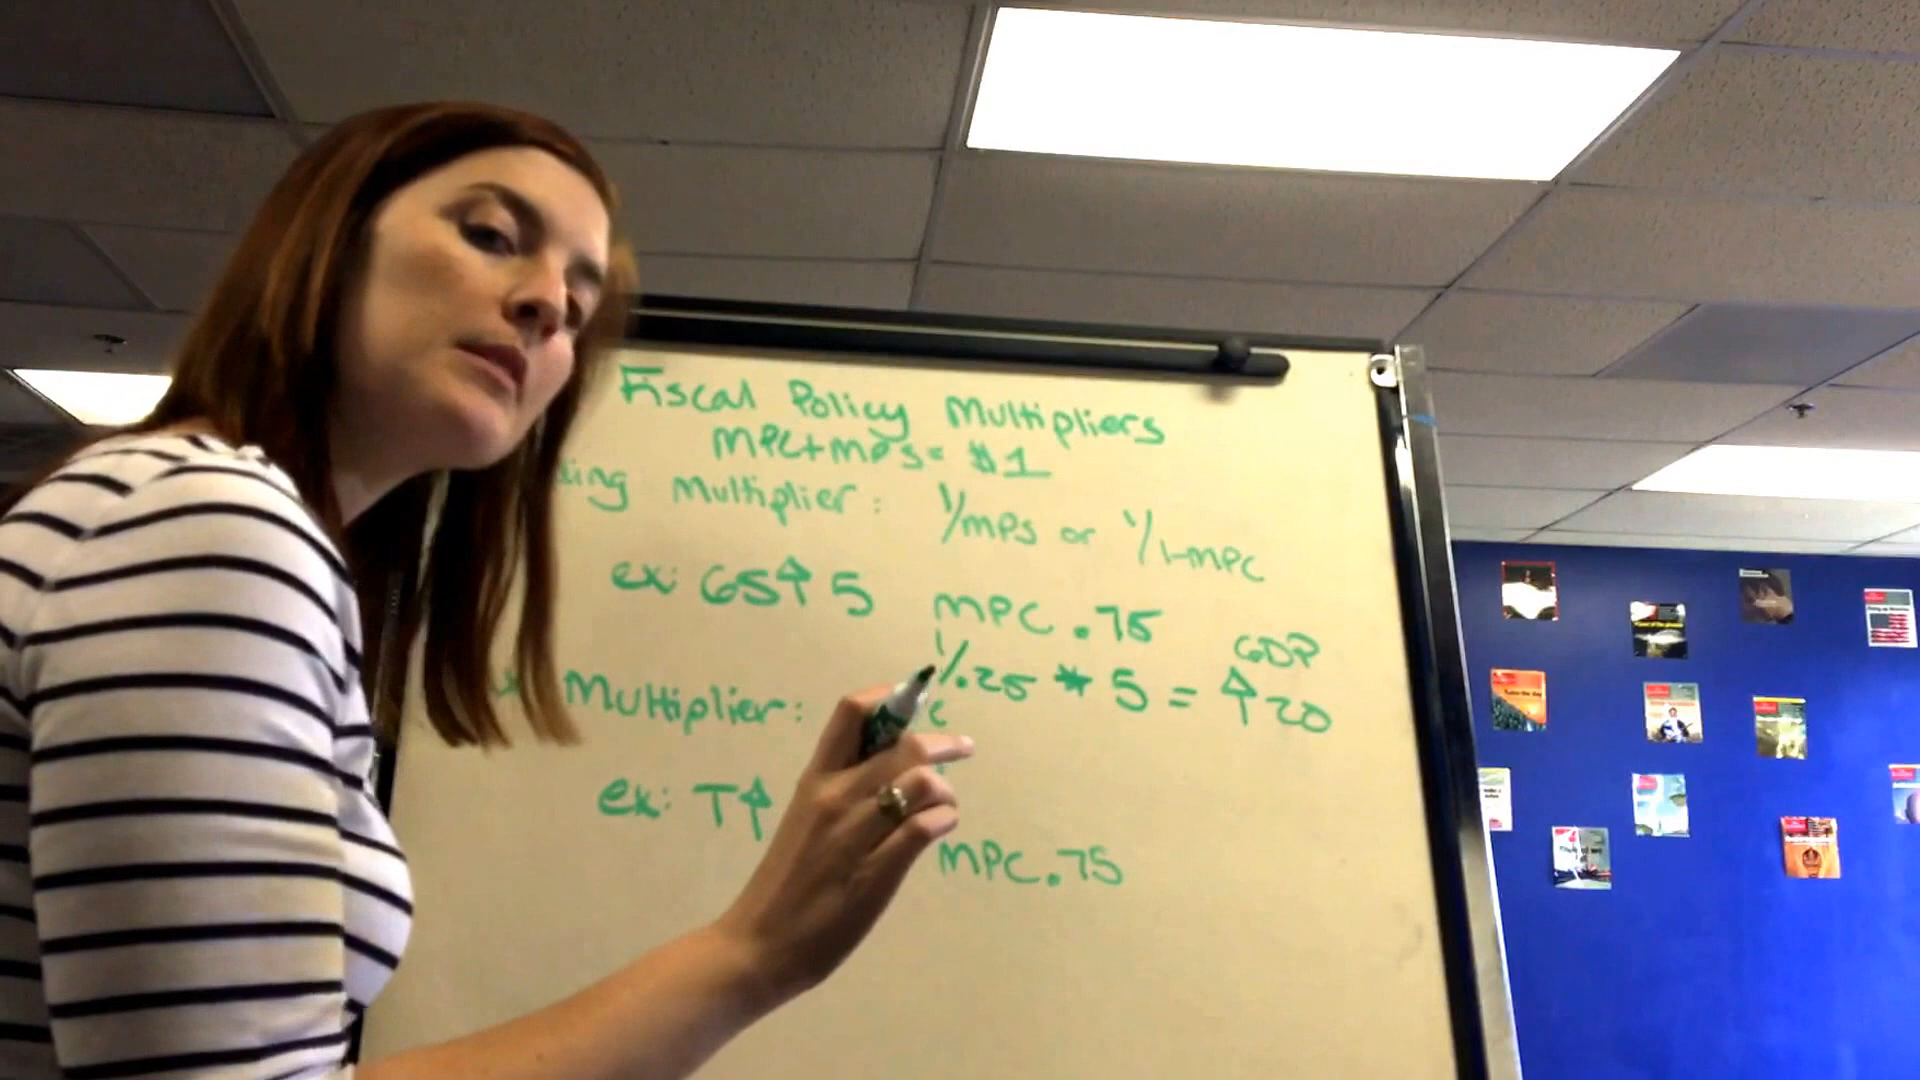 Fiscal Policy Multipliers
MPC+MPS= $1
ding Multiplier: 1/MPS or 1/1-MPC
ex: GS↑ 5 MPC .75
1/.25 * 5 = ↑20 GDP
Multiplier:
ex: T↑
MPC .75